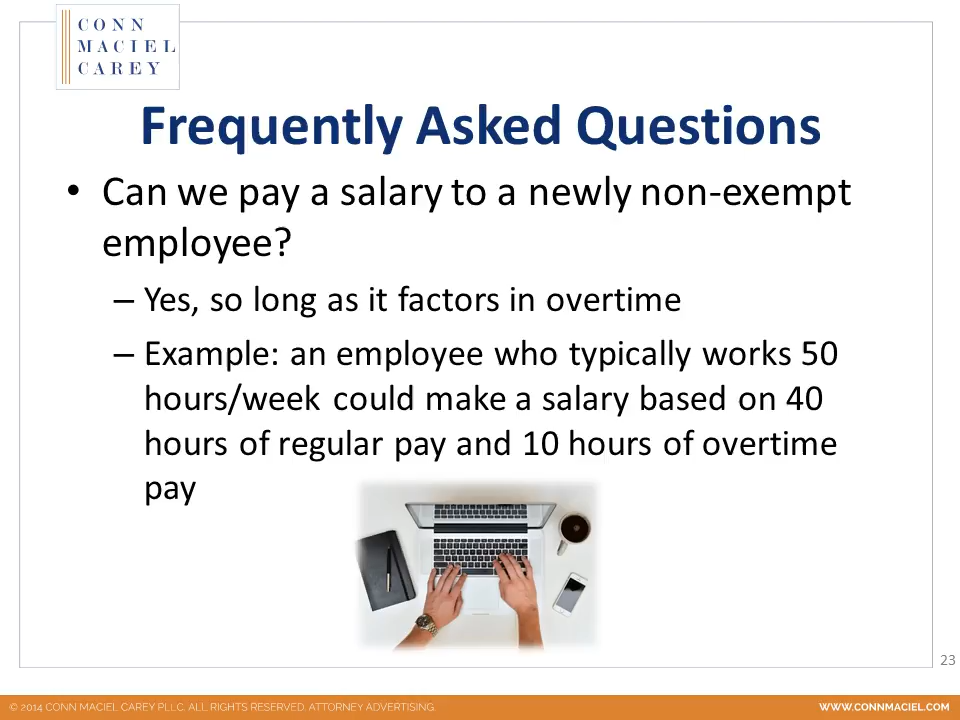 CONN
MACIEL
CAREY
Frequently Asked Questions
• Can we pay a salary to a newly non-exempt
employee?
– Yes, so long as it factors in overtime
– Example: an employee who typically works 50
hours/week could make a salary based on 40
hours of regular pay and 10 hours of overtime
pay
23
© 2014 CONN MACIEL CAREY PLLC. ALL RIGHTS RESERVED. ATTORNEY ADVERTISING.
WWW.CONNMACIEL.COM